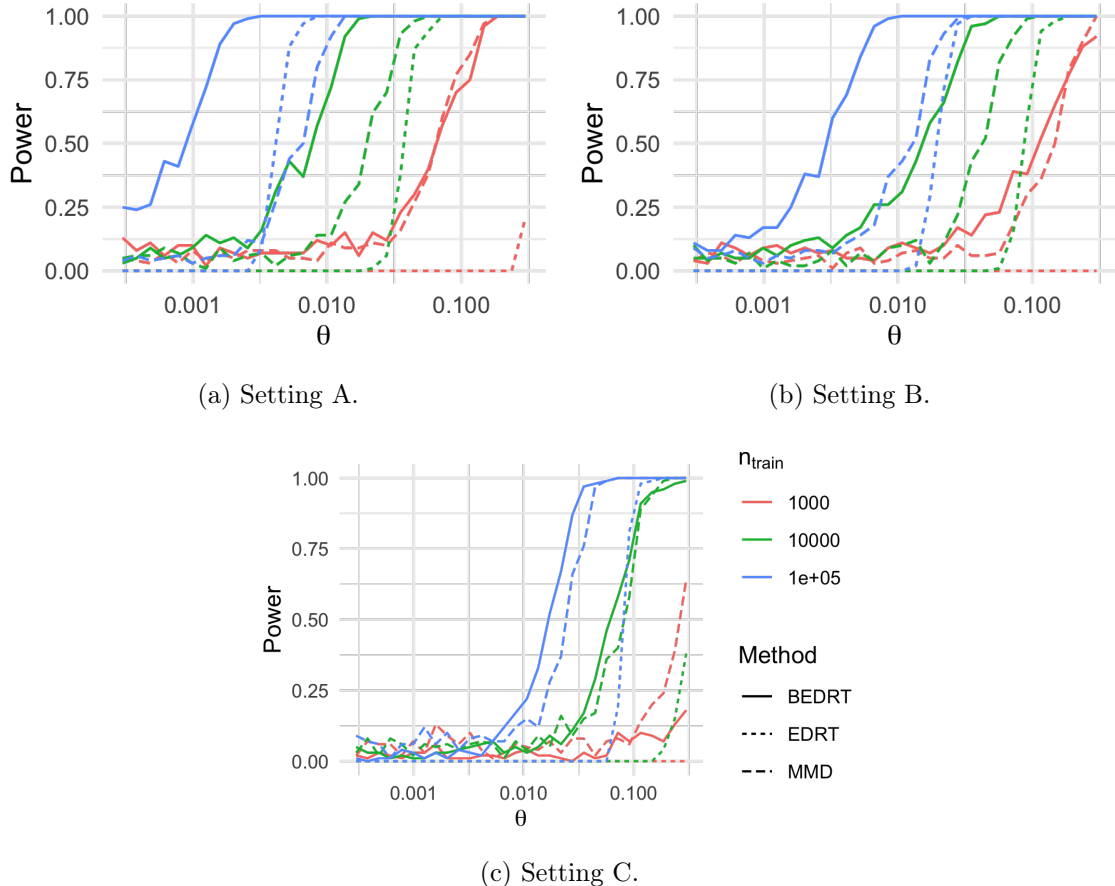 1.00
0.75
0.50
0.25
0.00
Power
0.001 0.010 0.100
θ
(a) Setting A.
1.00
0.75
0.50
0.25
0.00
Power
0.001 0.010 0.100
θ
(b) Setting B.
1.00
0.75
0.50
0.25
0.00
Power
0.001 0.010 0.100
θ
(c) Setting C.
n_train
1000
10000
1e+05
Method
BEDRT
EDRT
MMD